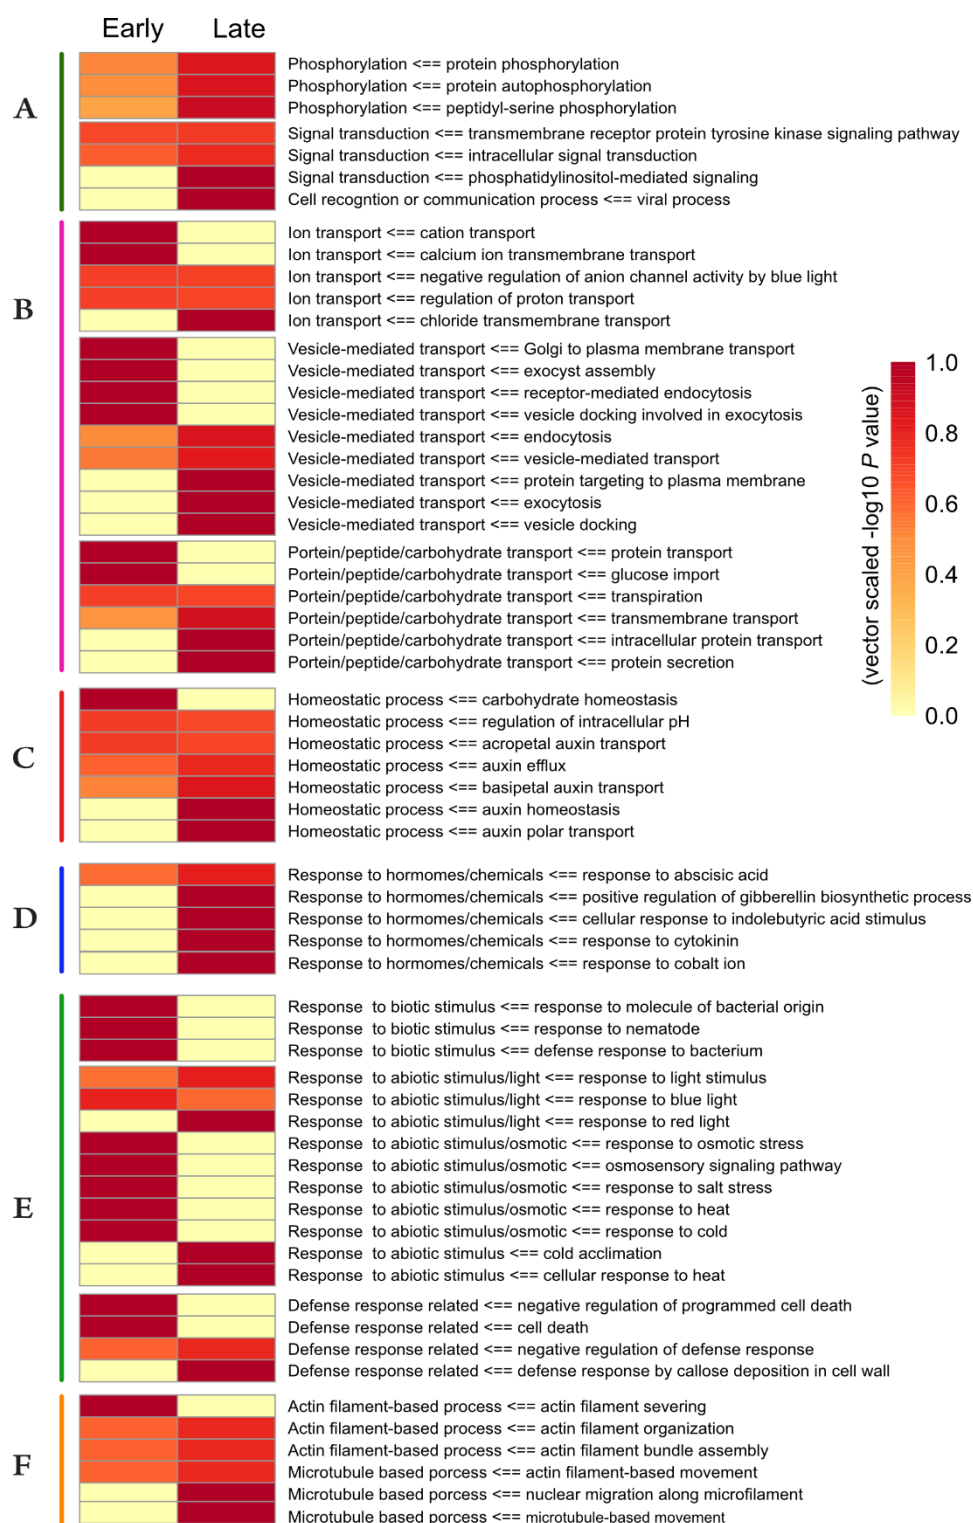 Early Late
A
Phosphorylation <== protein phosphorylation
Phosphorylation <== protein autophosphorylation
Phosphorylation <== peptidyl-serine phosphorylation
Signal transduction <== transmembrane receptor protein tyrosine kinase signaling pathway
Signal transduction <== intracellular signal transduction
Signal transduction <== phosphatidylinositol-mediated signaling
Cell recogntion or communication process <== viral process
B
Ion transport <== cation transport
Ion transport <== calcium ion transmembrane transport
Ion transport <== negative regulation of anion channel activity by blue light
Ion transport <== regulation of proton transport
Ion transport <== chloride transmembrane transport
Vesicle-mediated transport <== Golgi to plasma membrane transport
Vesicle-mediated transport <== exocyst assembly
Vesicle-mediated transport <== receptor-mediated endocytosis
Vesicle-mediated transport <== vesicle docking involved in exocytosis
Vesicle-mediated transport <== endocytosis
Vesicle-mediated transport <== vesicle-mediated transport
Vesicle-mediated transport <== protein targeting to plasma membrane
Vesicle-mediated transport <== exocytosis
Vesicle-mediated transport <== vesicle docking
Portein/peptide/carbohydrate transport <== protein transport
Portein/peptide/carbohydrate transport <== glucose import
Portein/peptide/carbohydrate transport <== transpiration
Portein/peptide/carbohydrate transport <== transmembrane transport
Portein/peptide/carbohydrate transport <== intracellular protein transport
Portein/peptide/carbohydrate transport <== protein secretion
C
Homeostatic process <== carbohydrate homeostasis
Homeostatic process <== regulation of intracellular pH
Homeostatic process <== acropetal auxin transport
Homeostatic process <== auxin efflux
Homeostatic process <== basipetal auxin transport
Homeostatic process <== auxin homeostasis
Homeostatic process <== auxin polar transport
D
Response to hormomes/chemicals <== response to abscisic acid
Response to hormomes/chemicals <== positive regulation of gibberellin biosynthetic process
Response to hormomes/chemicals <== cellular response to indolebutyric acid stimulus
Response to hormomes/chemicals <== response to cytokinin
Response to hormomes/chemicals <== response to cobalt ion
E
Response to biotic stimulus <== response to molecule of bacterial origin
Response to biotic stimulus <== response to nematode
Response to biotic stimulus <== defense response to bacterium
Response to abiotic stimulus/light <== response to light stimulus
Response to abiotic stimulus/light <== response to blue light
Response to abiotic stimulus/light <== response to red light
Response to abiotic stimulus/osmotic <== response to osmotic stress
Response to abiotic stimulus/osmotic <== osmosensory signaling pathway
Response to abiotic stimulus/osmotic <== response to salt stress
Response to abiotic stimulus/osmotic <== response to heat
Response to abiotic stimulus/osmotic <== response to cold
Response to abiotic stimulus <== cold acclimation
Response to abiotic stimulus <== cellular response to heat
Defense response related <== negative regulation of programmed cell death
Defense response related <== cell death
Defense response related <== negative regulation of defense response
Defense response related <== defense response by callose deposition in cell wall
F
Actin filament-based process <== actin filament severing
Actin filament-based process <== actin filament organization
Actin filament-based process <== actin filament bundle assembly
Microtubule based porcess <== actin filament-based movement
Microtubule based porcess <== nuclear migration along microfilament
Microtubule based porcess <== microtubule-based movement
(vector scaled -log10 P value)
1.0
0.8
0.6
0.4
0.2
0.0